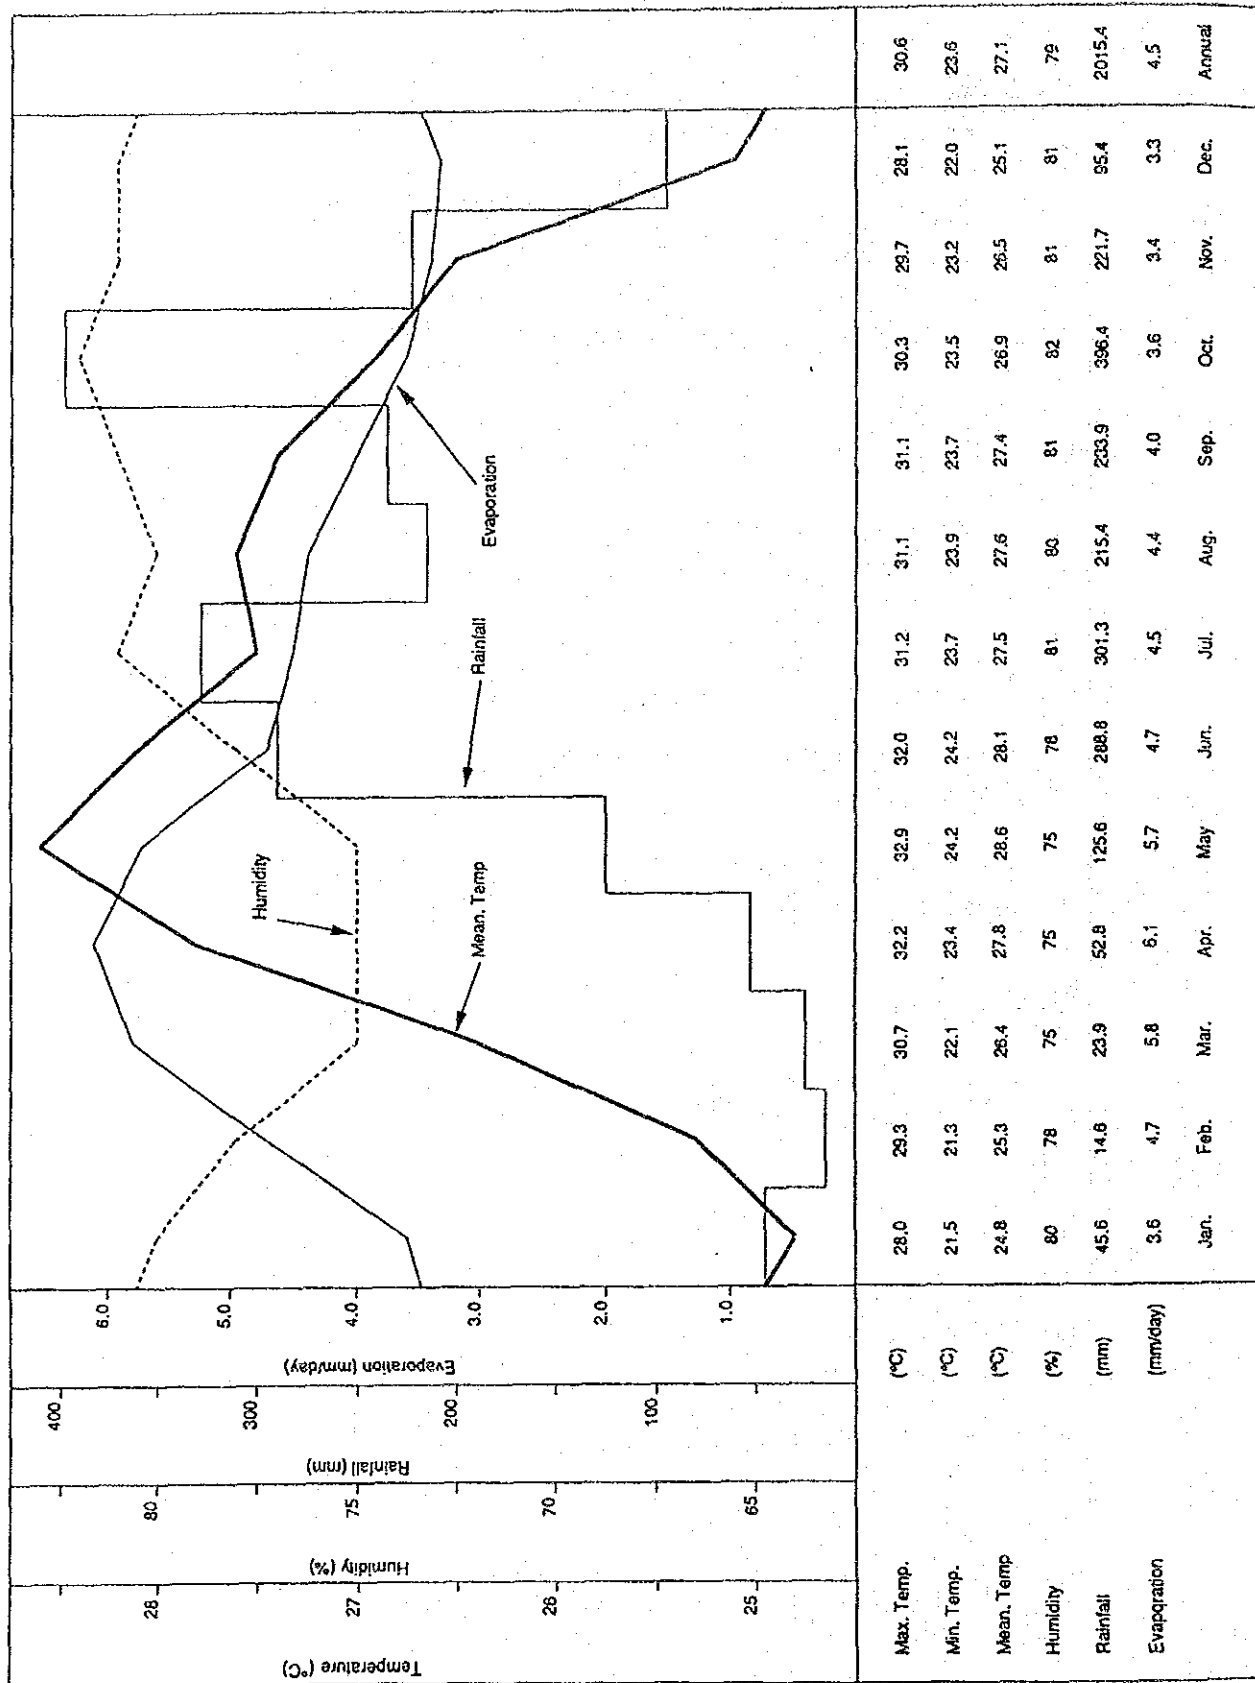 Temperature (°C)
28
27
26
25
Humidity (%)
80
75
70
65
Rainfall (mm)
400
300
200
100
Evaporation (mm/day)
6.0
5.0
4.0
3.0
2.0
1.0
Humidity
Mean. Temp
Rainfall
Evaporation
Max. Temp. (°C) 28.0 29.3 30.7 32.2 32.9 32.0 31.2 31.1 31.1 30.3 29.7 28.1 30.6
Min. Temp. (°C) 21.5 21.3 22.1 23.4 24.2 24.2 23.7 23.9 23.7 23.5 23.2 22.0 23.6
Mean. Temp (°C) 24.8 25.3 26.4 27.8 28.6 28.1 27.5 27.6 27.4 26.9 26.5 25.1 27.1
Humidity (%) 80 78 75 75 75 78 81 80 81 82 81 81 79
Rainfall (mm) 45.6 14.6 23.9 52.8 125.6 288.8 301.3 215.4 233.9 396.4 221.7 95.4 2015.4
Evaporation (mm/day) 3.6 4.7 5.8 6.1 5.7 4.7 4.5 4.4 4.0 3.6 3.4 3.3 4.5
Jan. Feb. Mar. Apr. May Jun. Jul. Aug. Sep. Oct. Nov. Dec. Annual